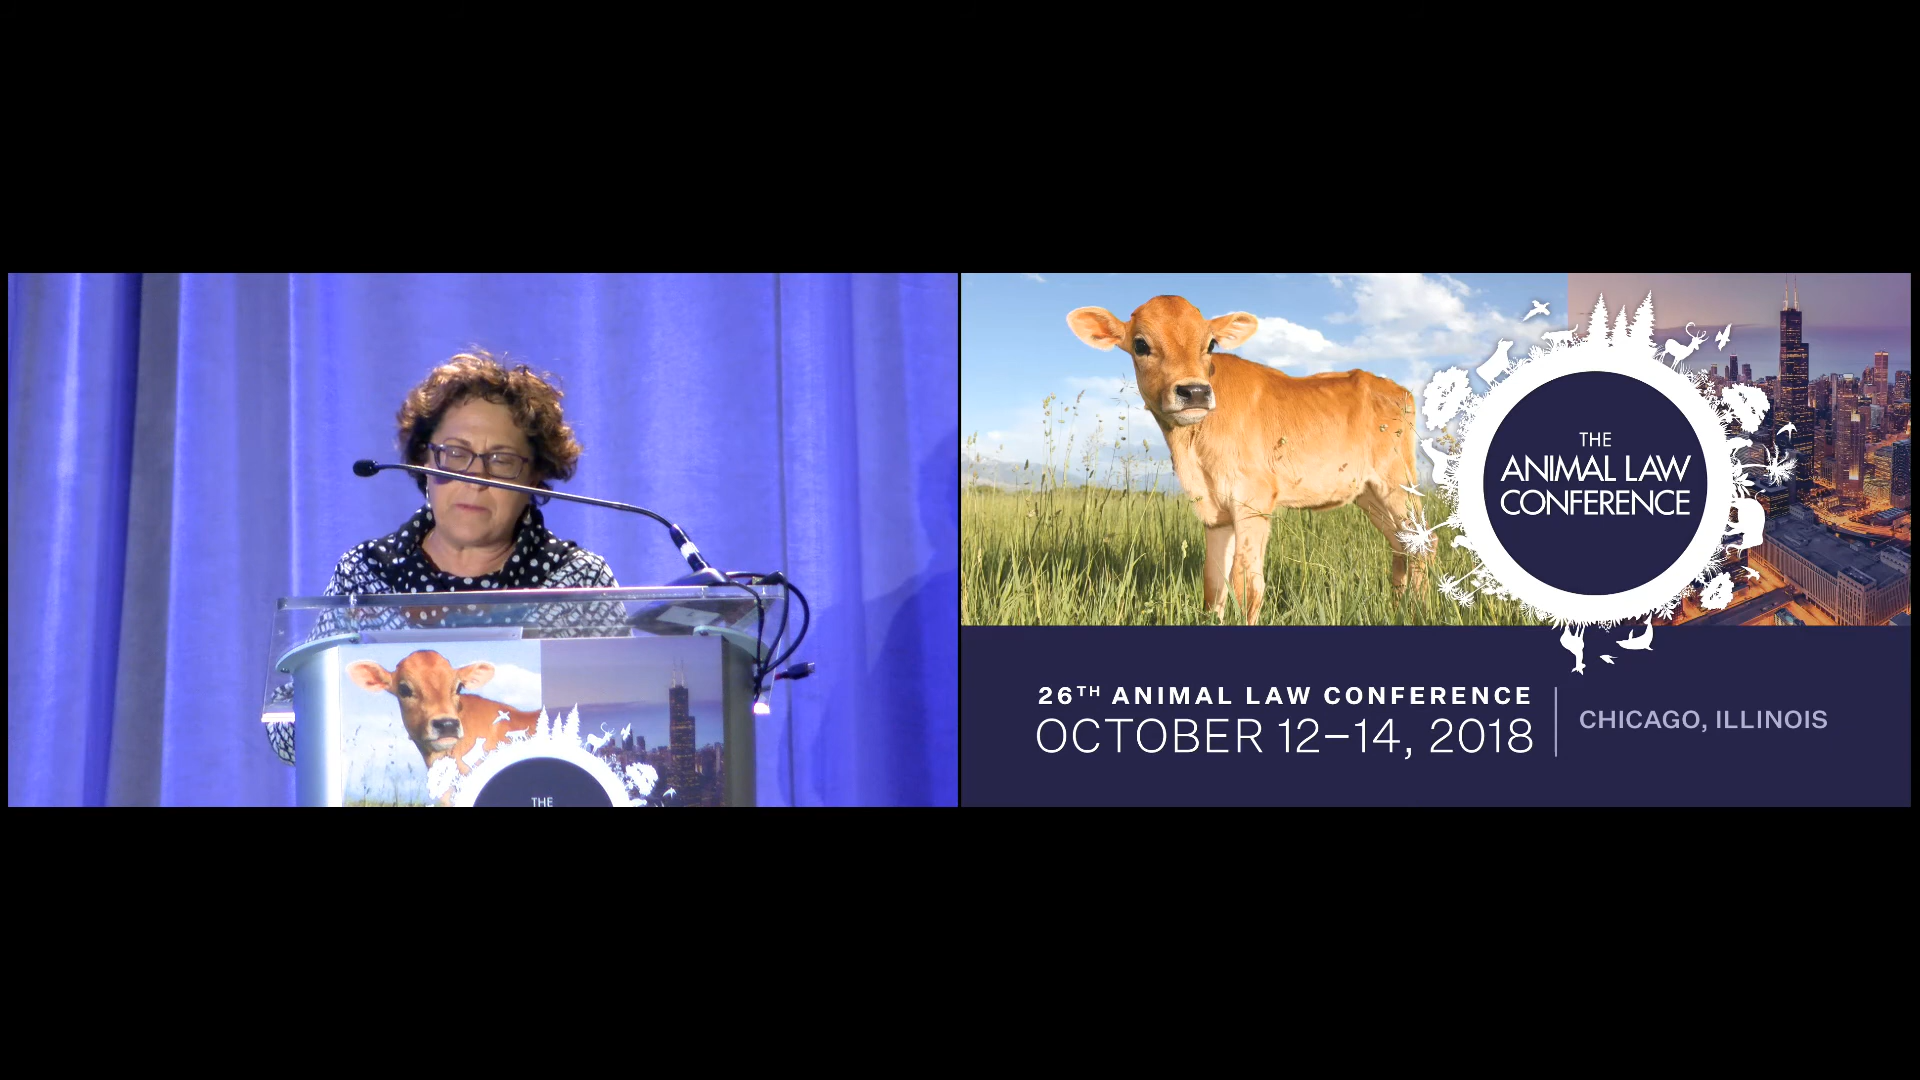 THE
THE
ANIMAL LAW
CONFERENCE
26TH ANIMAL LAW CONFERENCE
OCTOBER 12–14, 2018
CHICAGO, ILLINOIS